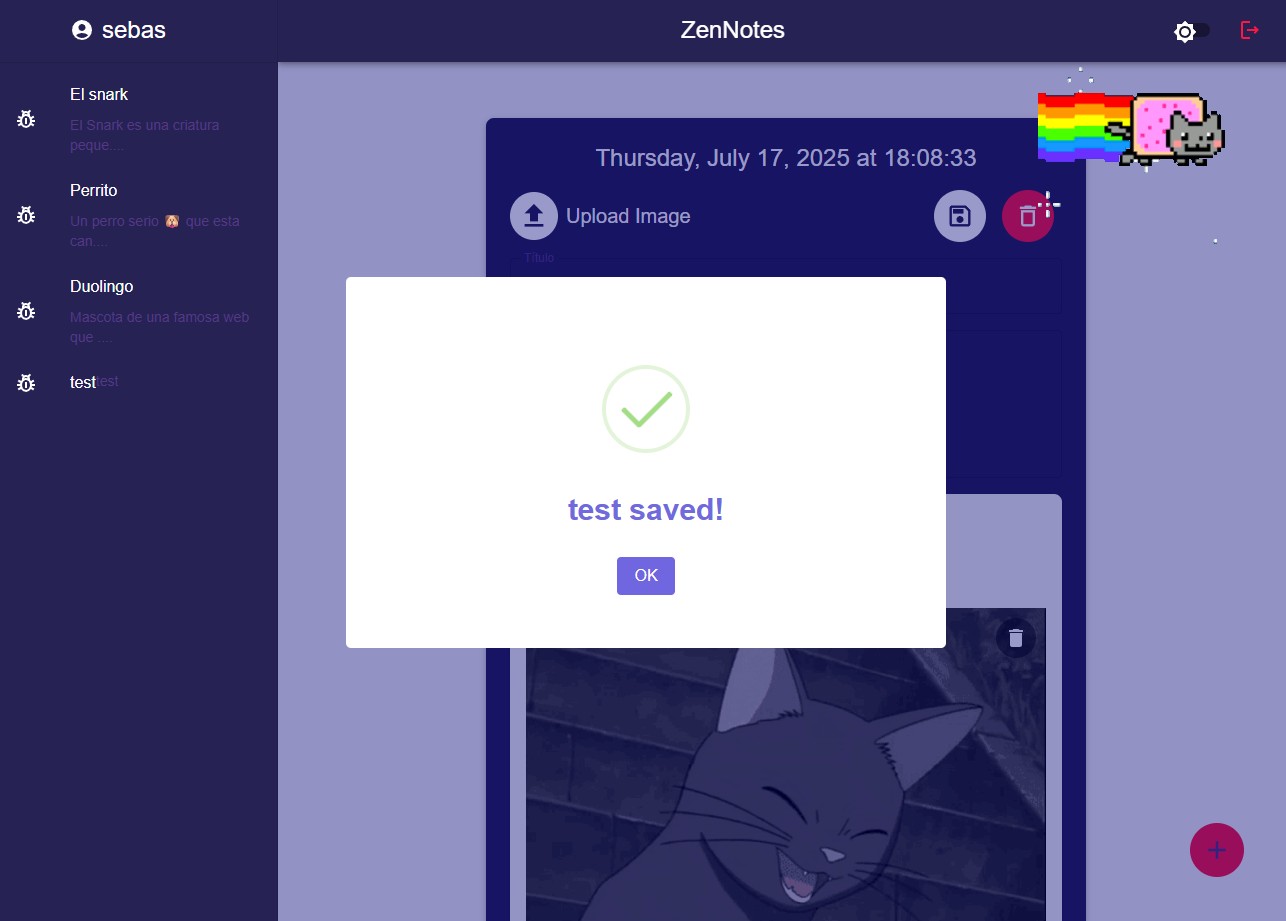 sebas
ZenNotes
El snark
El Snark es una criatura
peque....
Perrito
Un perro serio 🐶 que esta
can....
Duolingo
Mascota de una famosa web
que ....
testtest
Thursday, July 17, 2025 at 18:08:33
Upload Image
Título
test saved!
OK